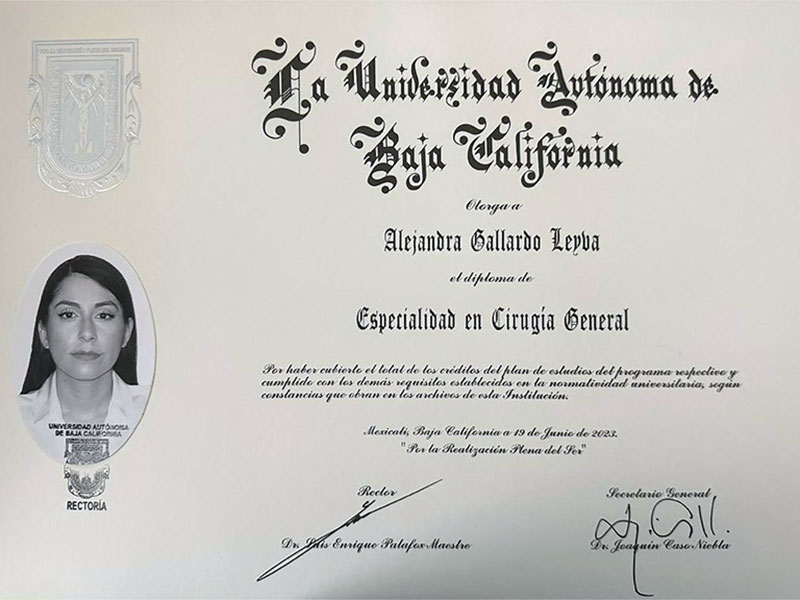 La Universidad Autónoma de
Baja California
Otorga a
Alejandra Gallardo Leyva
el diploma de
Especialidad en Cirugía General
Por haber cubierto el total de los créditos del plan de estudios del programa respectivo y
cumplido con los demás requisitos establecidos en la normatividad universitaria, según
constancias que obran en los archivos de esta Institución.
Mexicali, Baja California a 19 de Junio de 2023.
"Por la Realización Plena del Ser"
UNIVERSIDAD AUTÓNOMA
DE BAJA CALIFORNIA
RECTORÍA
Rector
Dr. Luis Enrique Palafox Maestre
Secretario General
Dr. Joaquín Caso Niebla